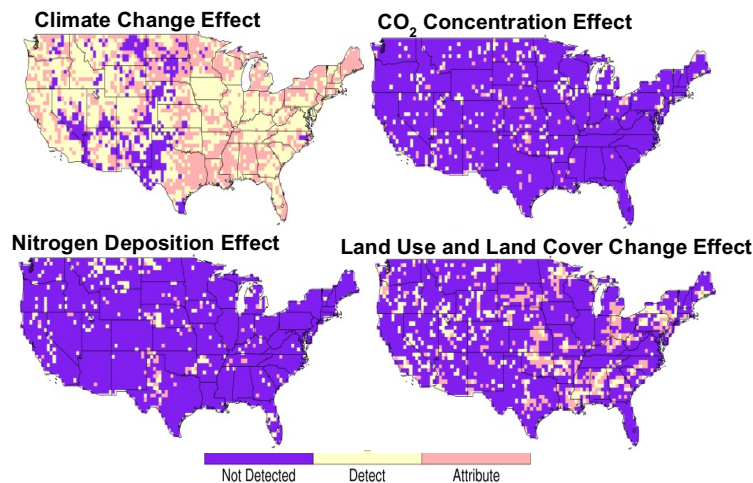 Climate Change Effect
CO₂ Concentration Effect
Nitrogen Deposition Effect
Land Use and Land Cover Change Effect
Not Detected Detect Attribute